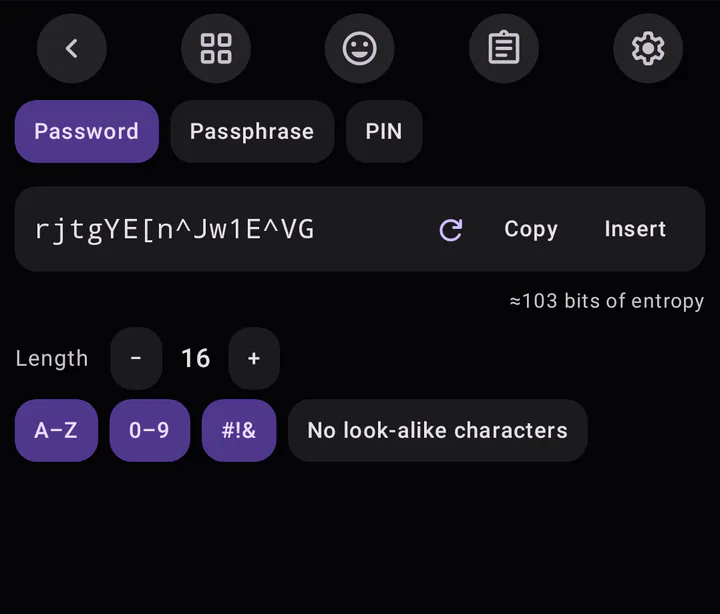 Password Passphrase PIN
rjtgYE[n^Jw1E^VG Copy Insert
≈103 bits of entropy
Length − 16 +
A–Z 0–9 #!& No look-alike characters